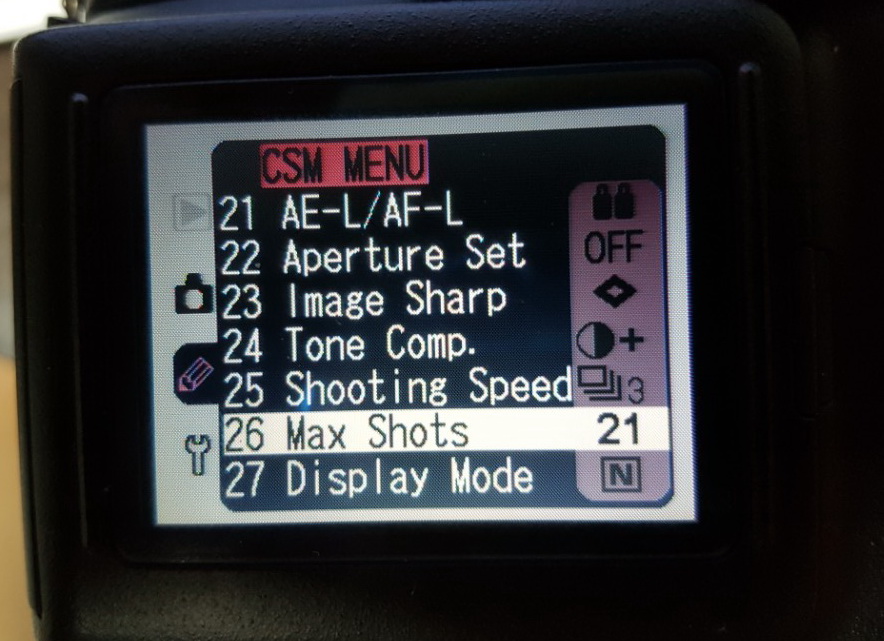 CSM MENU
21 AE-L/AF-L
22 Aperture Set OFF
23 Image Sharp
24 Tone Comp. +
25 Shooting Speed 3
26 Max Shots 21
27 Display Mode N